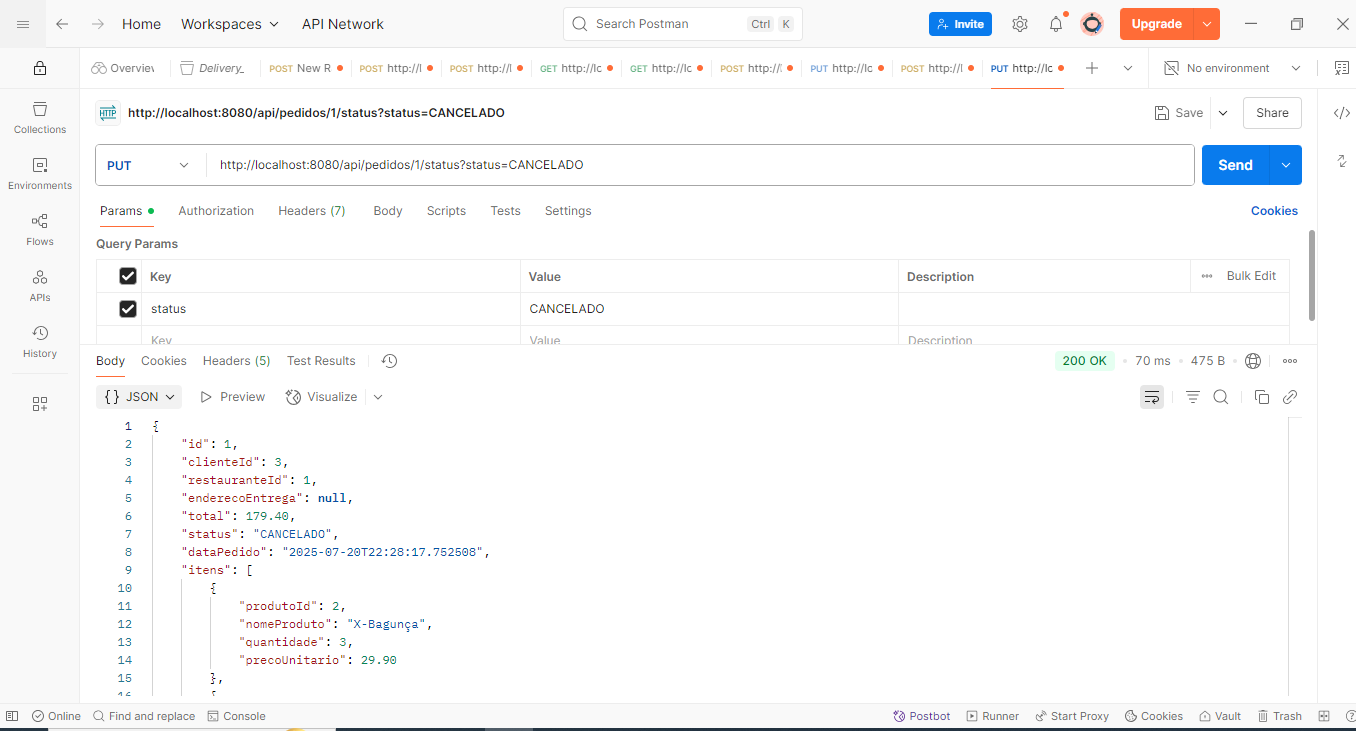 Home Workspaces API Network Search Postman Ctrl K Invite Upgrade
Overview Delivery_ POST New R POST http://l POST http://l GET http://lc GET http://lc POST http://l PUT http://lc POST http://l PUT http://lc No environment
HTTP http://localhost:8080/api/pedidos/1/status?status=CANCELADO Save Share
PUT http://localhost:8080/api/pedidos/1/status?status=CANCELADO Send
Params Authorization Headers (7) Body Scripts Tests Settings Cookies
Query Params
Key Value Description Bulk Edit
status CANCELADO
Key Value Description
Body Cookies Headers (5) Test Results 200 OK • 70 ms • 475 B
{} JSON Preview Visualize
1 {
2 "id": 1,
3 "clienteId": 3,
4 "restauranteId": 1,
5 "enderecoEntrega": null,
6 "total": 179.40,
7 "status": "CANCELADO",
8 "dataPedido": "2025-07-20T22:28:17.752508",
9 "itens": [
10 {
11 "produtoId": 2,
12 "nomeProduto": "X-Bagunça",
13 "quantidade": 3,
14 "precoUnitario": 29.90
15 },
16 {
Collections
Environments
Flows
APIs
History
Online Find and replace Console Postbot Runner Start Proxy Cookies Vault Trash